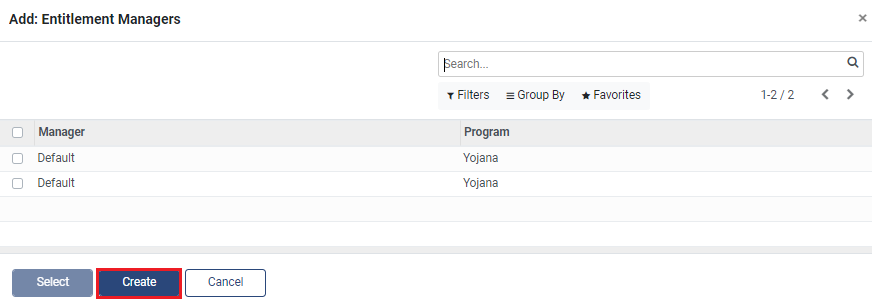 Add: Entitlement Managers ×
Search...
Filters Group By Favorites 1-2 / 2
Manager Program
Default Yojana
Default Yojana
Select Create Cancel